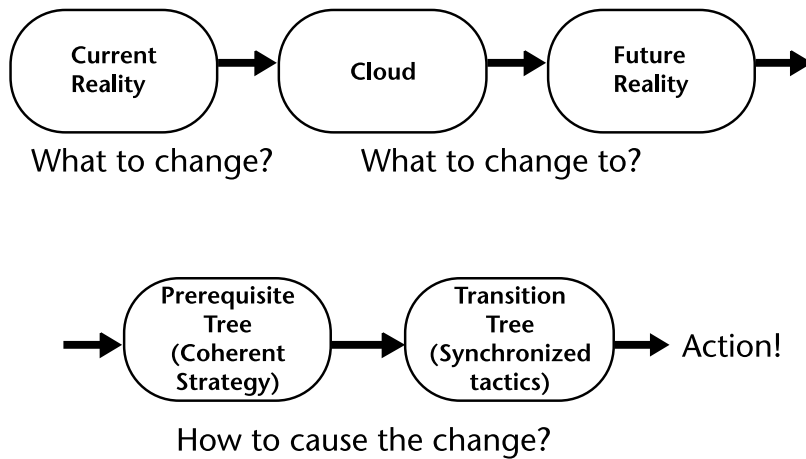 Current
Reality
Cloud
Future
Reality
What to change?
What to change to?
Prerequisite
Tree
(Coherent
Strategy)
Transition
Tree
(Synchronized
tactics)
Action!
How to cause the change?